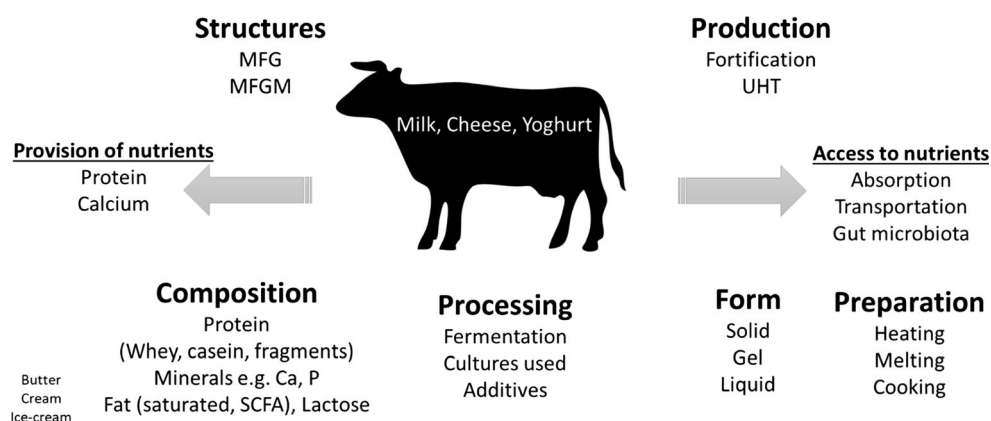 Structures
MFG
MFGM
Production
Fortification
UHT
Milk, Cheese, Yoghurt
Provision of nutrients
Protein
Calcium
Access to nutrients
Absorption
Transportation
Gut microbiota
Composition
Protein
(Whey, casein, fragments)
Minerals e.g. Ca, P
Fat (saturated, SCFA), Lactose
Processing
Fermentation
Cultures used
Additives
Form
Solid
Gel
Liquid
Preparation
Heating
Melting
Cooking
Butter
Cream
Ice-cream